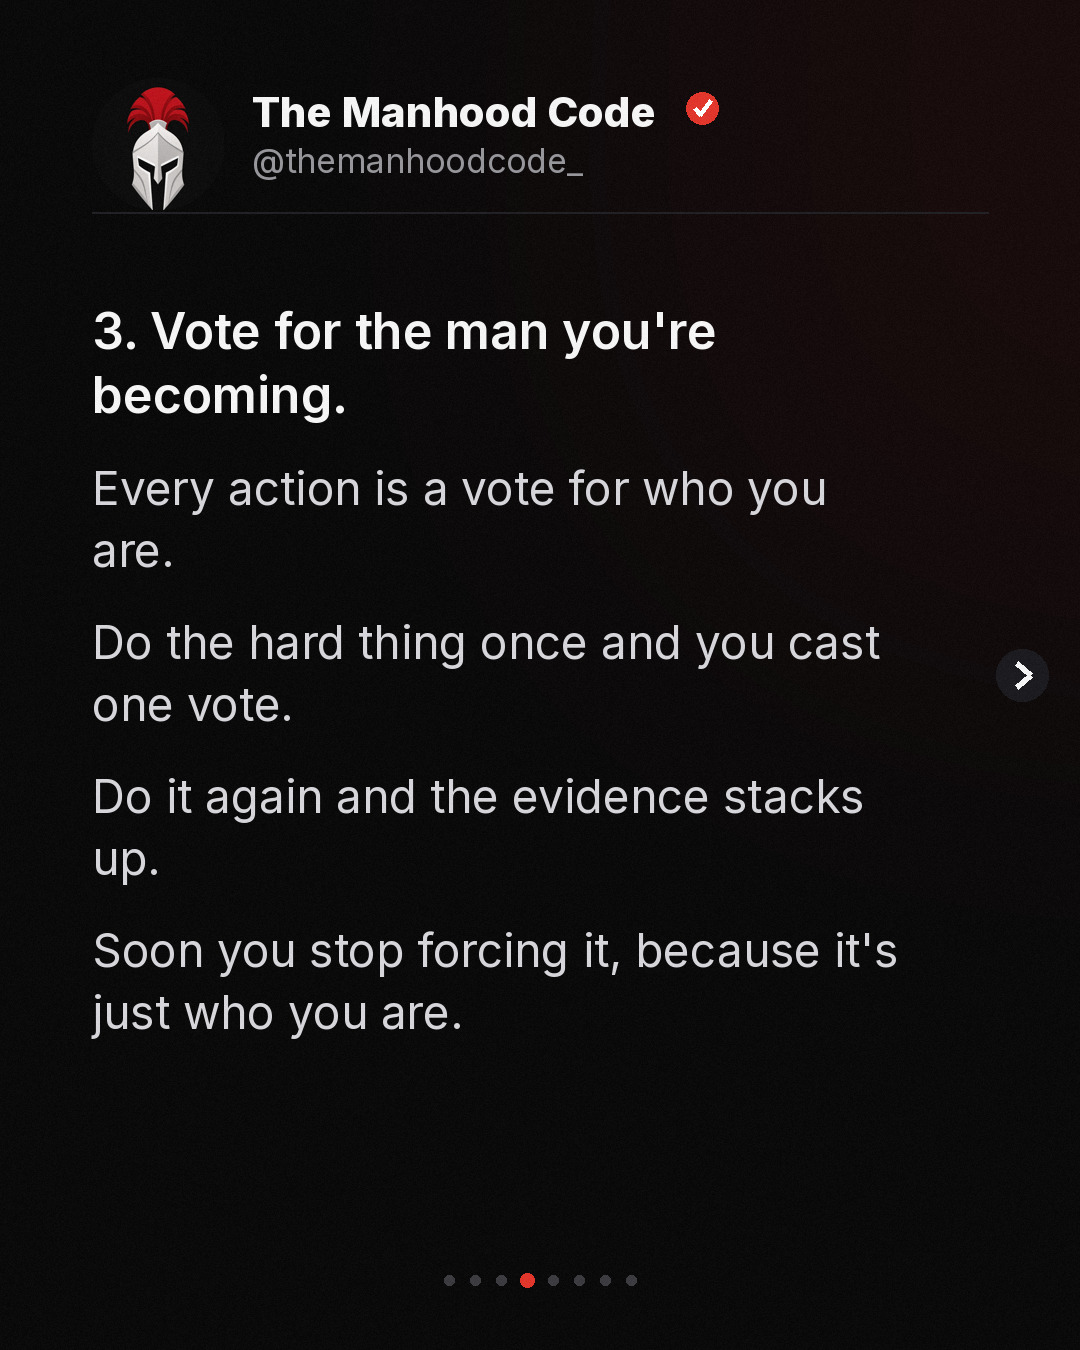 The Manhood Code
@themanhoodcode_
3. Vote for the man you're
becoming.
Every action is a vote for who you
are.
Do the hard thing once and you cast
one vote.
Do it again and the evidence stacks
up.
Soon you stop forcing it, because it's
just who you are.